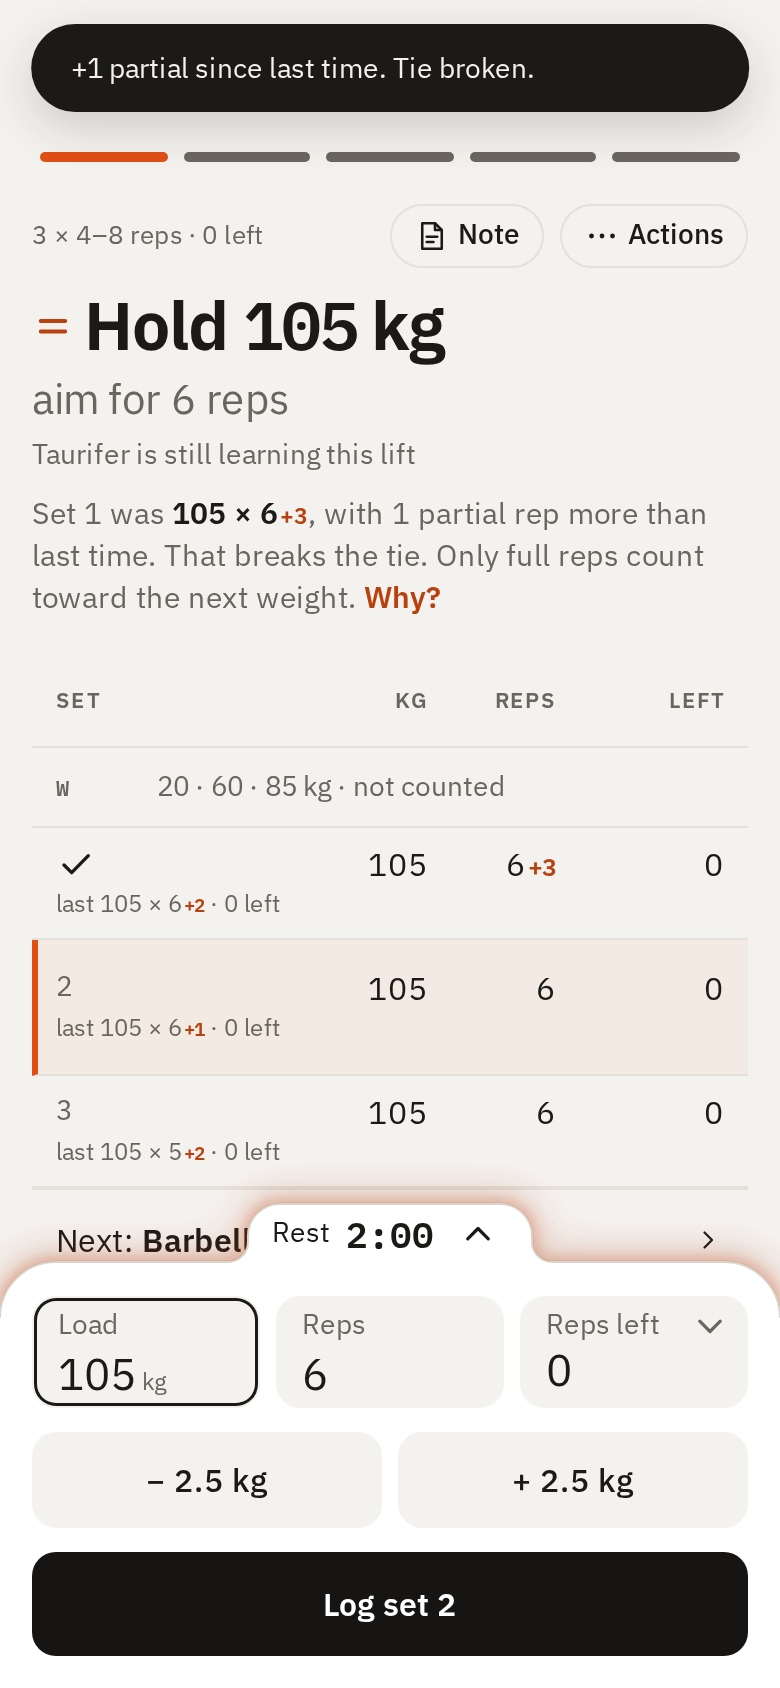 +1 partial since last time. Tie broken.
3 × 4–8 reps · 0 left
Note
Actions
= Hold 105 kg
aim for 6 reps
Taurifer is still learning this lift
Set 1 was 105 × 6+3, with 1 partial rep more than
last time. That breaks the tie. Only full reps count
toward the next weight. Why?
SET KG REPS LEFT
W 20 · 60 · 85 kg · not counted
105 6+3 0
last 105 × 6+2 · 0 left
2 105 6 0
last 105 × 6+1 · 0 left
3 105 6 0
last 105 × 5+2 · 0 left
Next: Barbell
Rest 2:00
Load Reps Reps left
105 kg 6 0
– 2.5 kg + 2.5 kg
Log set 2